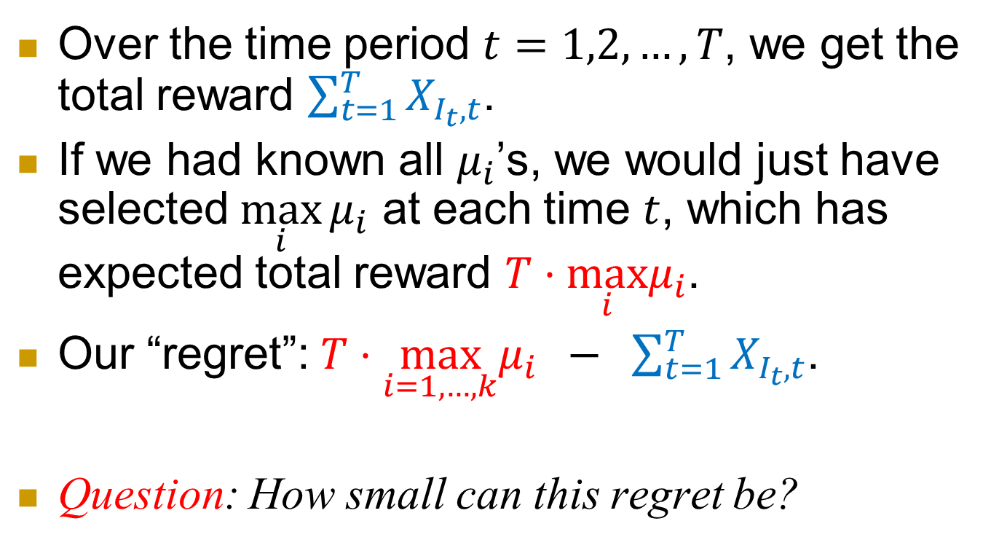 ■ Over the time period $t = 1,2, \dots, T$, we get the
total reward $\sum_{t=1}^{T} X_{I_t,t}$.
■ If we had known all $\mu_i$’s, we would just have
selected $\max_i \mu_i$ at each time $t$, which has
expected total reward $T \cdot \max_i \mu_i$.
■ Our “regret”: $T \cdot \max_{i=1,\dots,k} \mu_i \; - \; \sum_{t=1}^{T} X_{I_t,t}$.
■ Question: How small can this regret be?